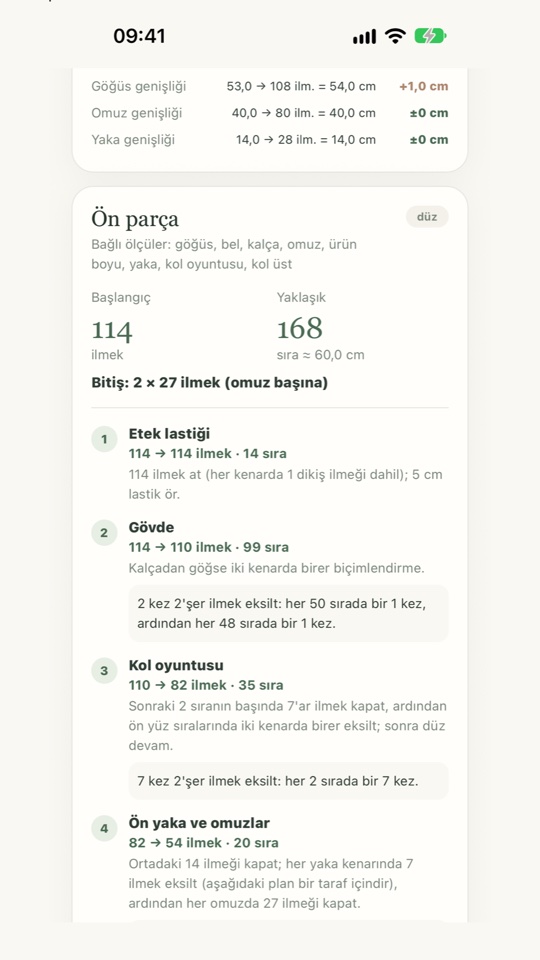 09:41
Göğüs genişliği 53,0 → 108 ilm. = 54,0 cm +1,0 cm
Omuz genişliği 40,0 → 80 ilm. = 40,0 cm ±0 cm
Yaka genişliği 14,0 → 28 ilm. = 14,0 cm ±0 cm
Ön parça düz
Bağlı ölçüler: göğüs, bel, kalça, omuz, ürün
boyu, yaka, kol oyuntusu, kol üst
Başlangıç Yaklaşık
114 168
ilmek sıra ≈ 60,0 cm
Bitiş: 2 × 27 ilmek (omuz başına)
1 Etek lastiği
114 → 114 ilmek · 14 sıra
114 ilmek at (her kenarda 1 dikiş ilmeği dahil); 5 cm
lastik ör.
2 Gövde
114 → 110 ilmek · 99 sıra
Kalçadan göğse iki kenarda birer biçimlendirme.
2 kez 2'şer ilmek eksilt: her 50 sırada bir 1 kez,
ardından her 48 sırada bir 1 kez.
3 Kol oyuntusu
110 → 82 ilmek · 35 sıra
Sonraki 2 sıranın başında 7'ar ilmek kapat, ardından
ön yüz sıralarında iki kenarda birer eksilt; sonra düz
devam.
7 kez 2'şer ilmek eksilt: her 2 sırada bir 7 kez.
4 Ön yaka ve omuzlar
82 → 54 ilmek · 20 sıra
Ortadaki 14 ilmeği kapat; her yaka kenarında 7
ilmek eksilt (aşağıdaki plan bir taraf içindir),
ardından her omuzda 27 ilmeği kapat.